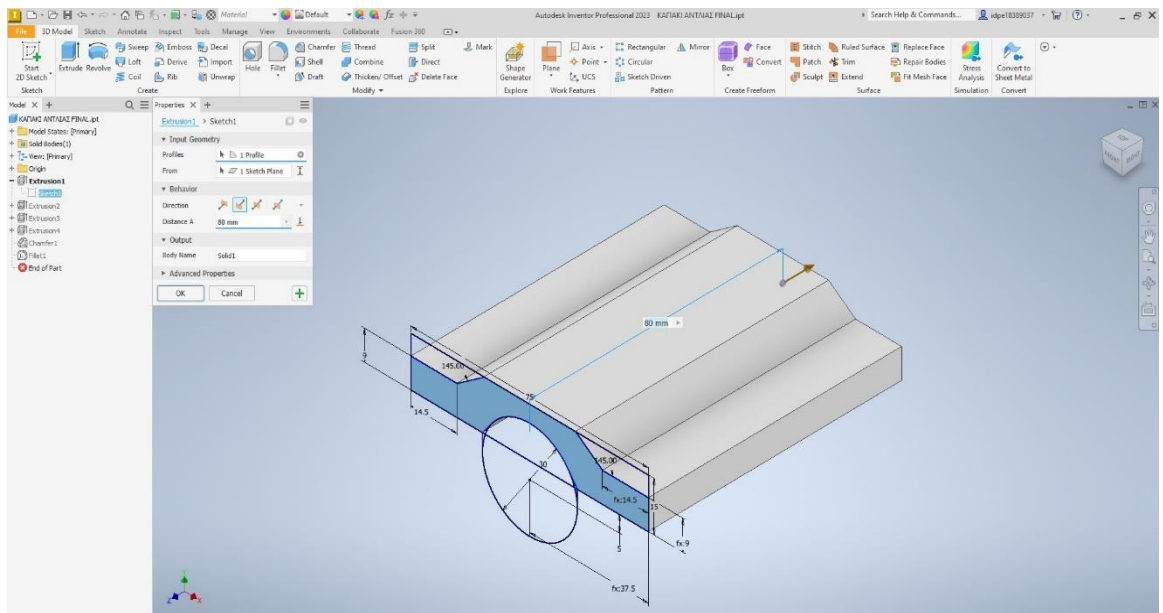 Material
Default
Autodesk Inventor Professional 2023 ΚΑΠΑΚΙ ΑΝΤΛΙΑΣ FINAL.ipt
Search Help & Commands...
idpe18389037
File 3D Model Sketch Annotate Inspect Tools Manage View Environments Collaborate Fusion 360
Start 2D Sketch
Extrude
Revolve
Sweep Emboss Decal
Loft Derive Import
Coil Rib Unwrap
Hole
Fillet
Chamfer Thread Split Mark
Shell Combine Direct
Draft Thicken/ Offset Delete Face
Shape Generator
Plane
Axis
Point
UCS
Rectangular Mirror
Circular
Sketch Driven
Box
Face
Convert
Stitch Ruled Surface Replace Face
Patch Trim Repair Bodies
Sculpt Extend Fit Mesh Face
Stress Analysis
Convert to Sheet Metal
Sketch Create Modify Explore Work Features Pattern Create Freeform Surface Simulation Convert
Model
ΚΑΠΑΚΙ ΑΝΤΛΙΑΣ FINAL.ipt
Model States: [Primary]
Solid Bodies(1)
View: [Primary]
Origin
Extrusion1
Sketch1
Extrusion2
Extrusion3
Extrusion4
Chamfer1
Fillet1
End of Part
Properties
Extrusion1 > Sketch1
Input Geometry
Profiles 1 Profile
From 1 Sketch Plane
Behavior
Direction
Distance A 80 mm
Output
Body Name Solid1
Advanced Properties
OK Cancel
TOP
FRONT
RIGHT
80 mm
9
145.00
75
14.5
30
145.00
fx:14.5
15
5
fx:9
fx:37.5